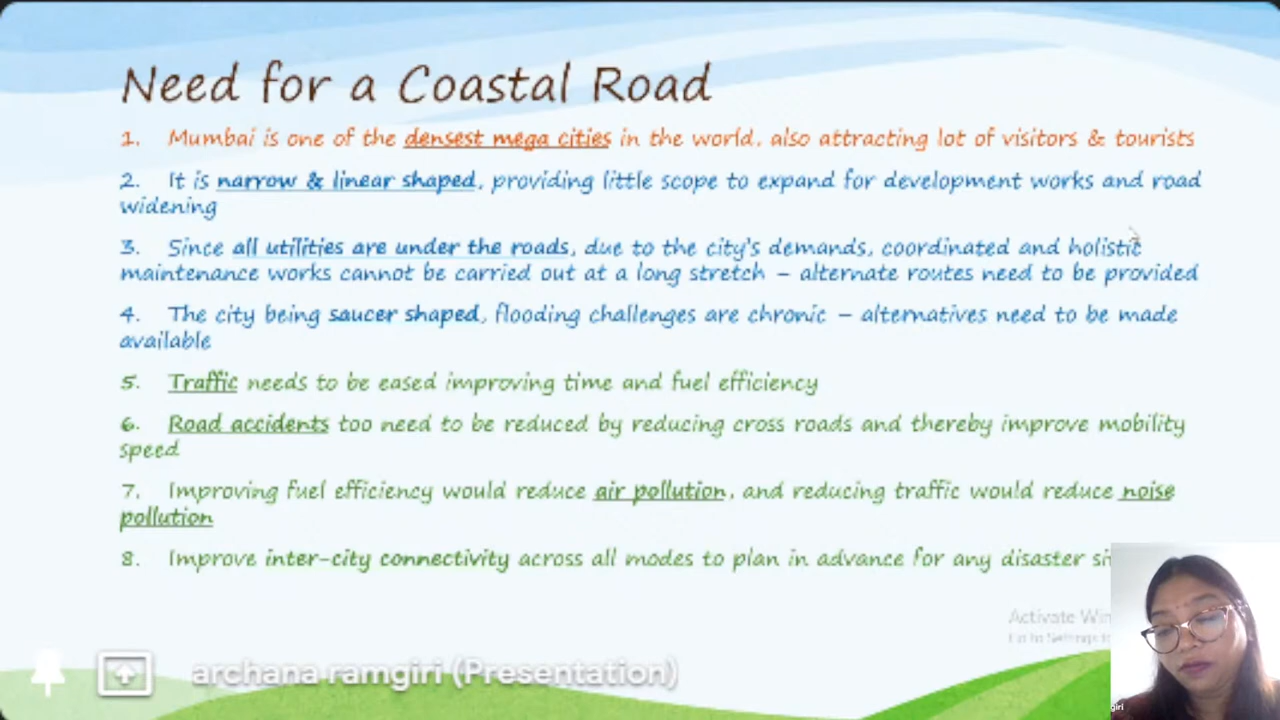 Need for a Coastal Road
1. Mumbai is one of the densest mega cities in the world, also attracting lot of visitors & tourists
2. It is narrow & linear shaped, providing little scope to expand for development works and road
widening
3. Since all utilities are under the roads, due to the city's demands, coordinated and holistic
maintenance works cannot be carried out at a long stretch – alternate routes need to be provided
4. The city being saucer shaped, flooding challenges are chronic – alternatives need to be made
available
5. Traffic needs to be eased improving time and fuel efficiency
6. Road accidents too need to be reduced by reducing cross roads and thereby improve mobility
speed
7. Improving fuel efficiency would reduce air pollution, and reducing traffic would reduce noise
pollution
8. Improve inter-city connectivity across all modes to plan in advance for any disaster
Activate
Go to Settings
archana ramgiri (Presentation)
giri